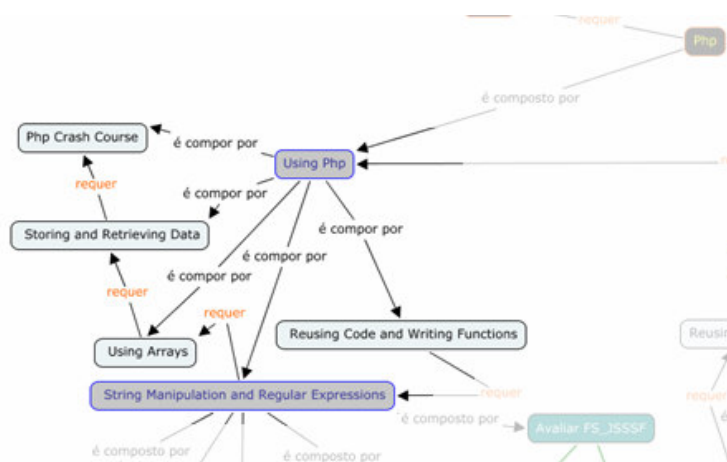 requer
Php
é composto por
Php Crash Course
é compor por
Using Php
requer
é compor por
Storing and Retrieving Data
é compor por
é compor por
é compor por
requer
requer
Reusing Code and Writing Functions
Reusin
Using Arrays
String Manipulation and Regular Expressions
requer
requer
é composto por
Avaliar FS_JSSSF
é composto por
é composto por